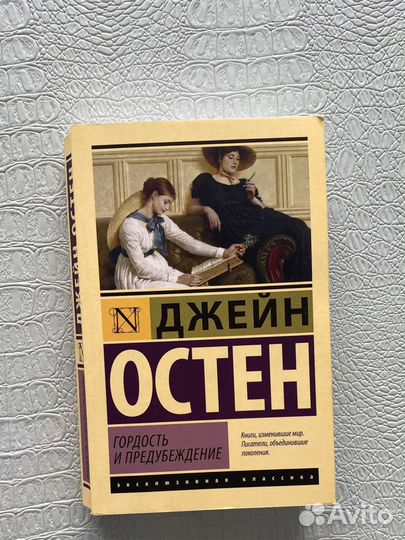 ДЖЕЙН ОСТЕН
N
ДЖЕЙН
ОСТЕН
ГОРДОСТЬ
И ПРЕДУБЕЖДЕНИЕ
Книги, изменившие мир.
Писатели, объединившие
поколения.
эксклюзивная классика
Avito